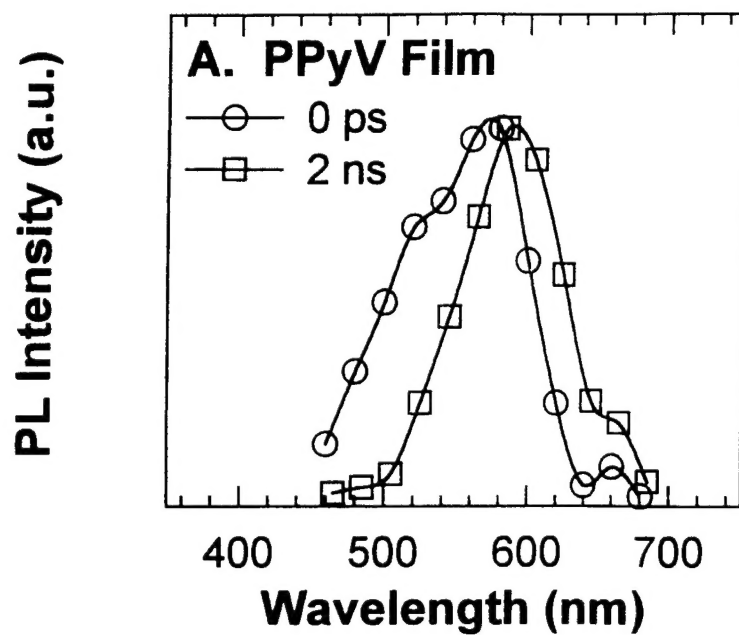 PL Intensity (a.u.)
A. PPyV Film
0 ps
2 ns
400 500 600 700
Wavelength (nm)